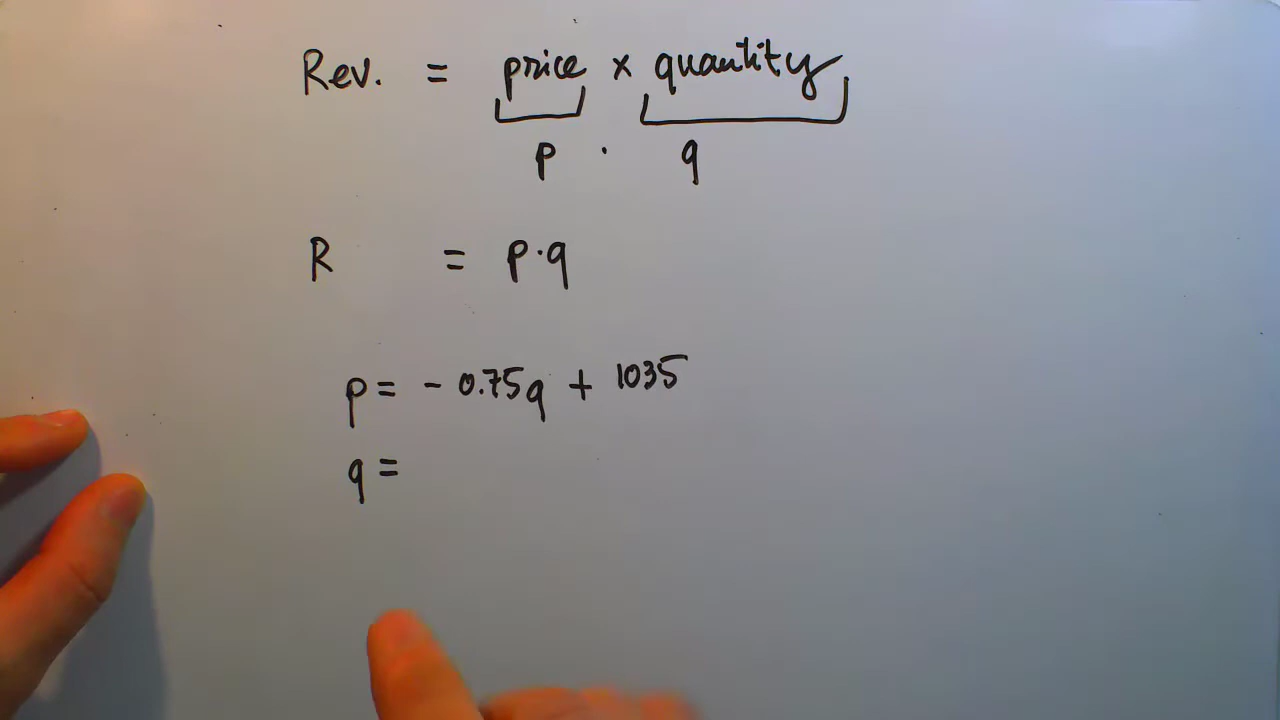 Rev. = price × quantity
p · q
R = p·q
p = - 0.75q + 1035
q =